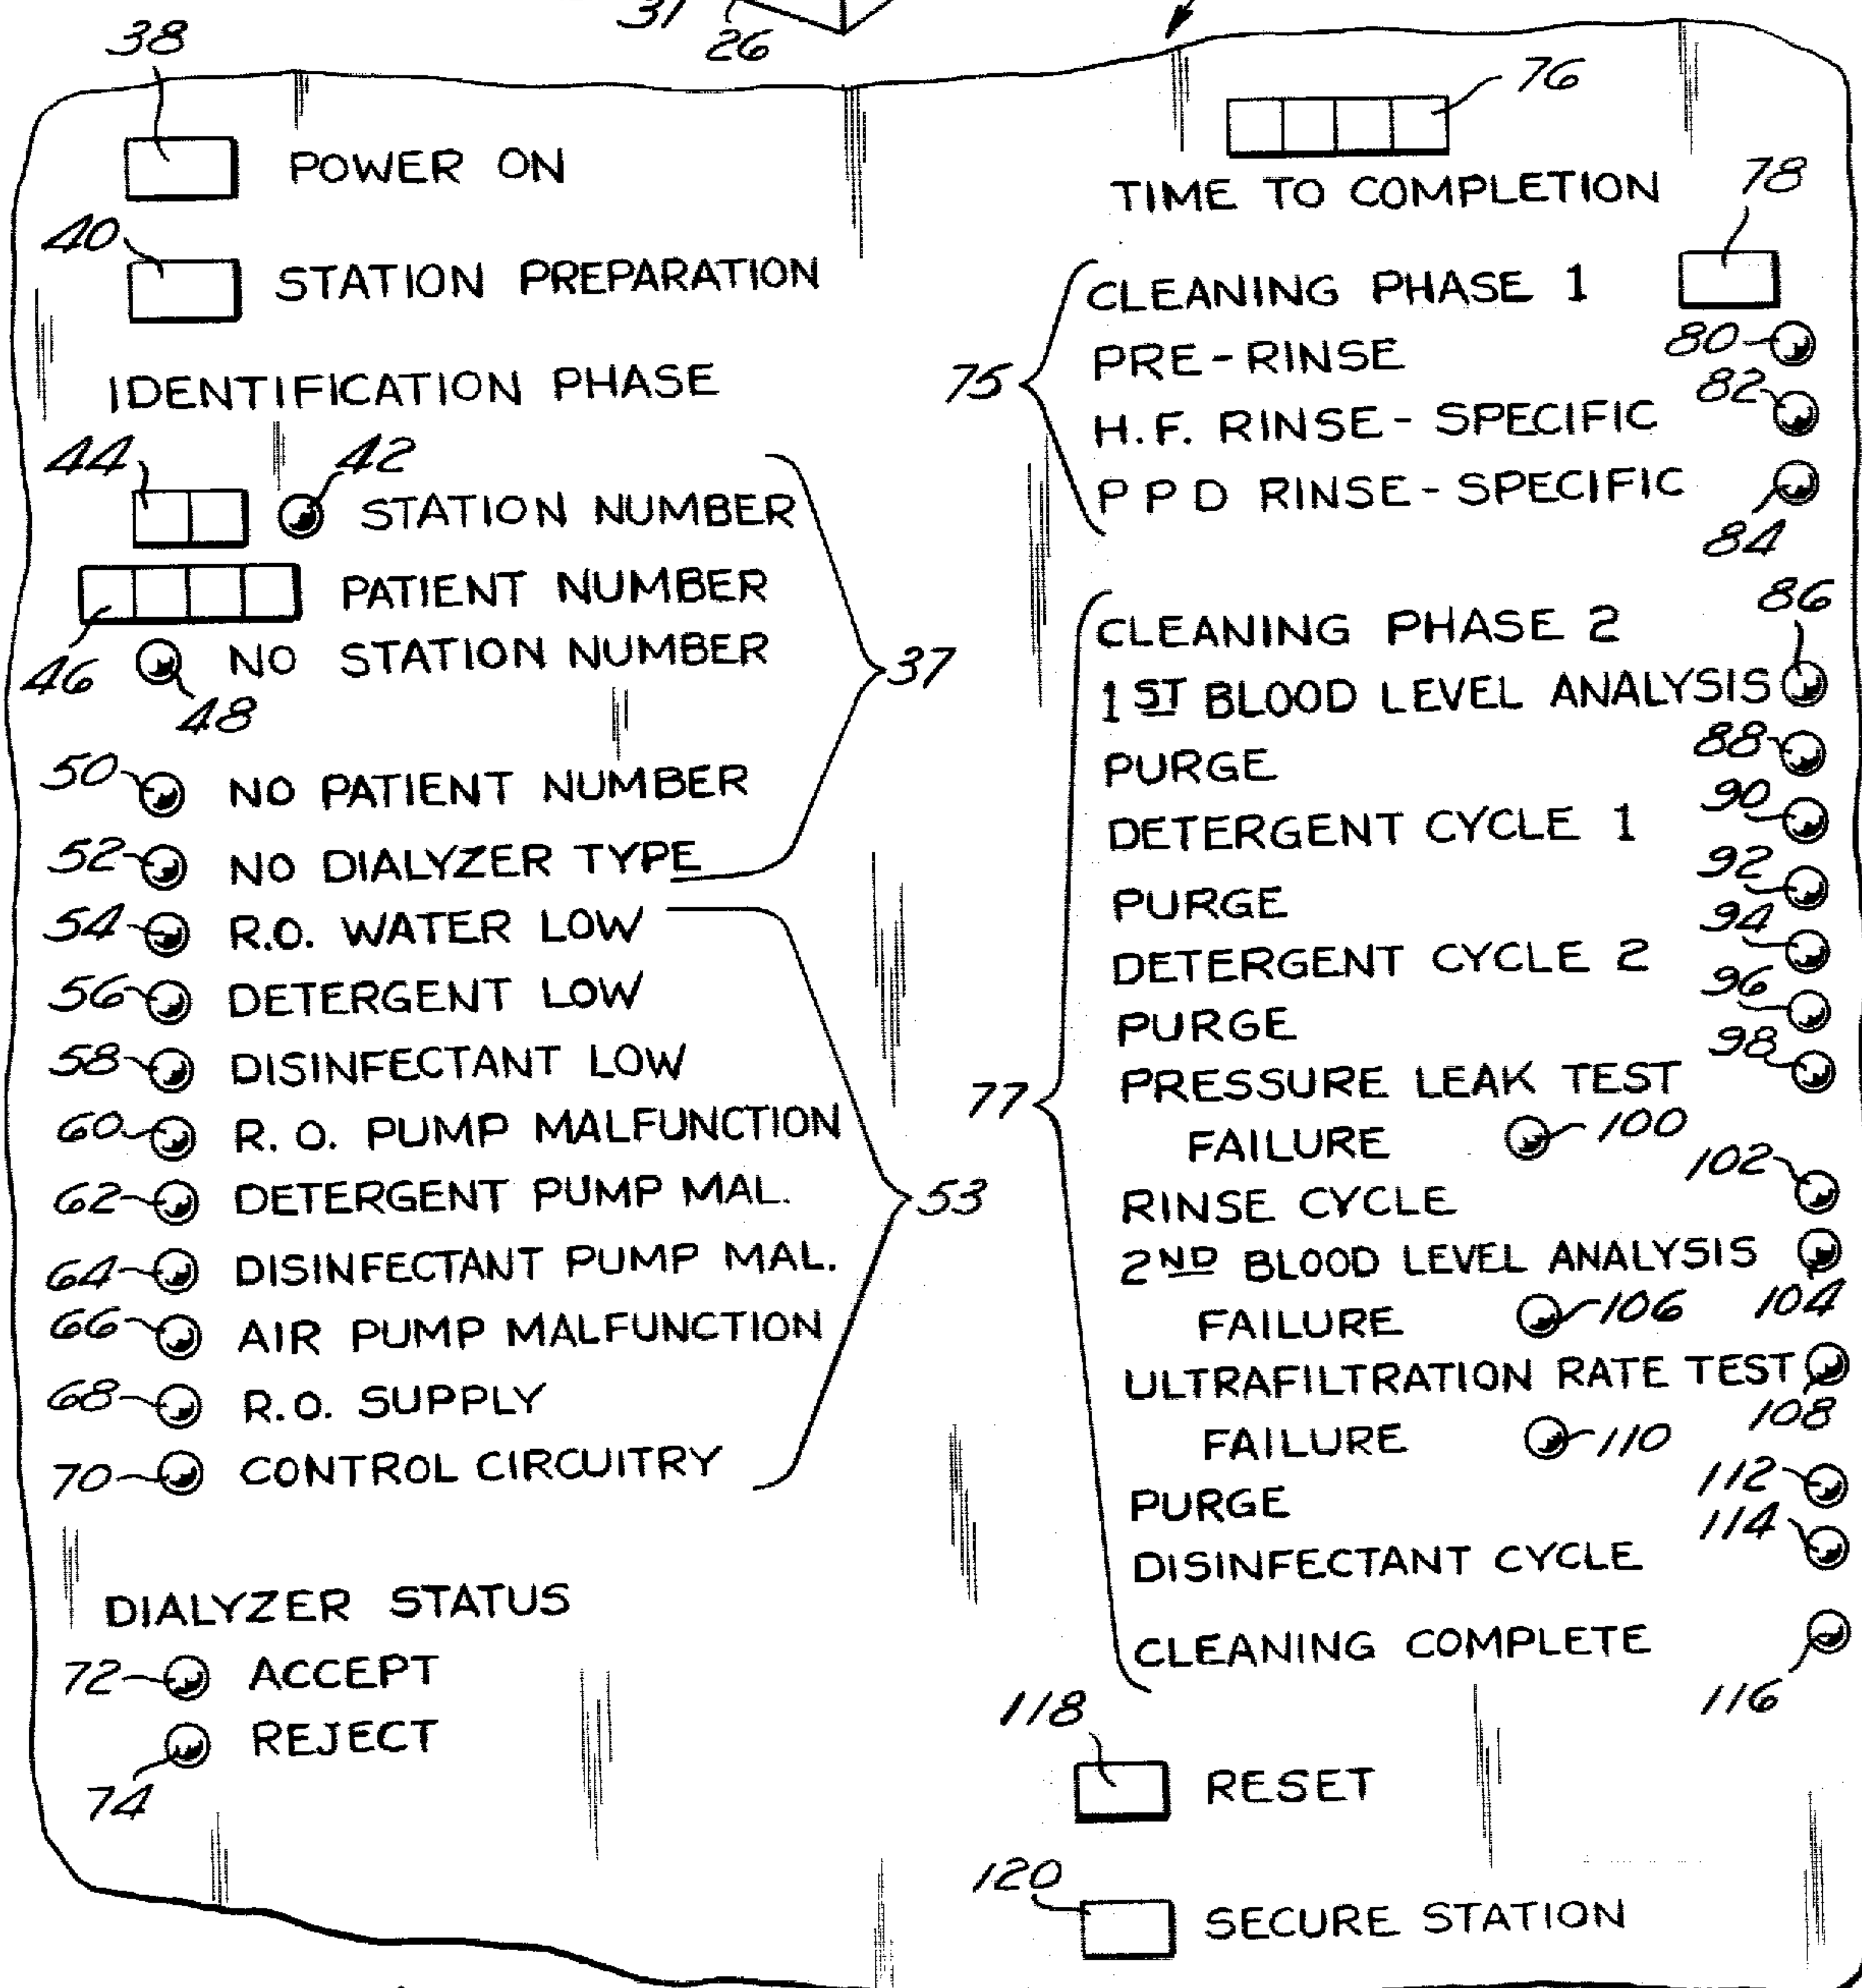 31
26
38
POWER ON
40
STATION PREPARATION
IDENTIFICATION PHASE
44
42
STATION NUMBER
PATIENT NUMBER
46
NO STATION NUMBER
48
37
50 NO PATIENT NUMBER
52 NO DIALYZER TYPE
54 R.O. WATER LOW
56 DETERGENT LOW
58 DISINFECTANT LOW
60 R. O. PUMP MALFUNCTION
62 DETERGENT PUMP MAL.
53
64 DISINFECTANT PUMP MAL.
66 AIR PUMP MALFUNCTION
68 R.O. SUPPLY
70 CONTROL CIRCUITRY
DIALYZER STATUS
72 ACCEPT
REJECT
74
76
TIME TO COMPLETION
78
CLEANING PHASE 1
75
PRE-RINSE 80
H.F. RINSE-SPECIFIC 82
PPD RINSE-SPECIFIC
84
CLEANING PHASE 2
86
1ST BLOOD LEVEL ANALYSIS
PURGE 88
DETERGENT CYCLE 1 90
PURGE 92
DETERGENT CYCLE 2 94
PURGE 96
PRESSURE LEAK TEST 98
77
FAILURE 100
RINSE CYCLE 102
2ND BLOOD LEVEL ANALYSIS
104
FAILURE 106
ULTRAFILTRATION RATE TEST
108
FAILURE 110
PURGE 112
DISINFECTANT CYCLE 114
CLEANING COMPLETE
116
118
RESET
120
SECURE STATION